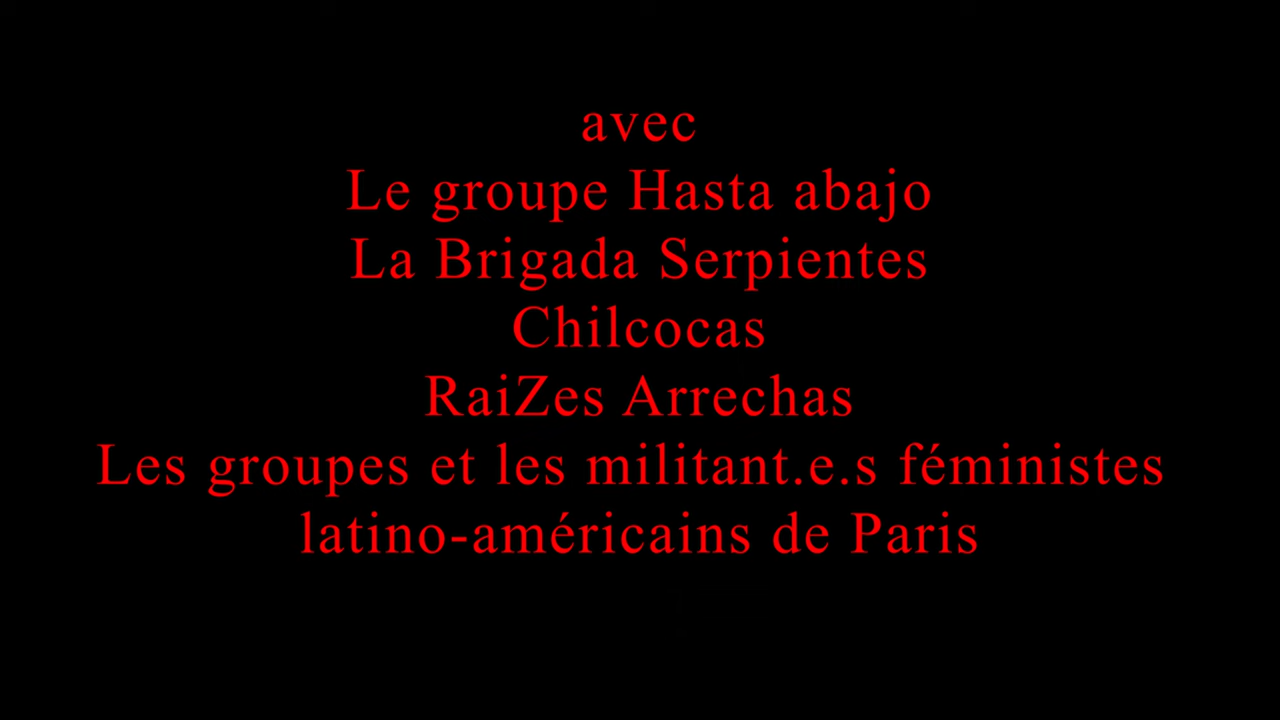 avec
Le groupe Hasta abajo
La Brigada Serpientes
Chilcocas
RaiZes Arrechas
Les groupes et les militant.e.s féministes
latino-américains de Paris